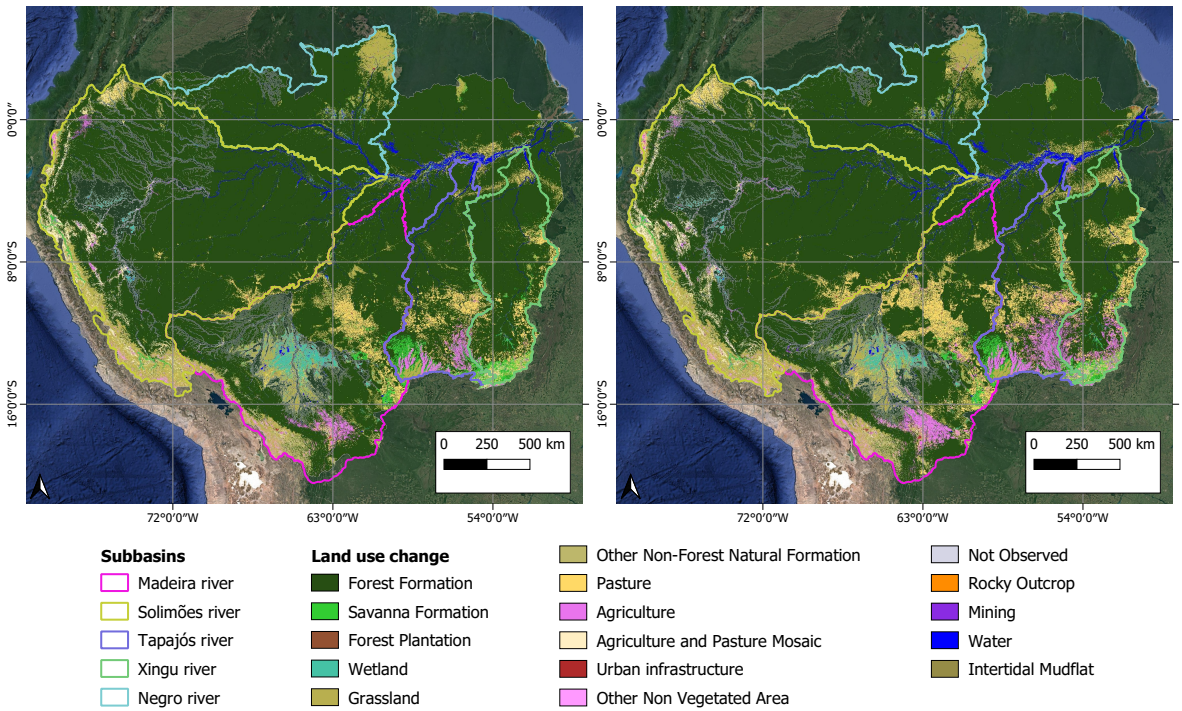 0°0'0"
8°0'0"S
16°0'0"S
0 250 500 km
0 250 500 km
0°0'0"
8°0'0"S
16°0'0"S
72°0'0"W 63°0'0"W 54°0'0"W
72°0'0"W 63°0'0"W 54°0'0"W
Subbasins
Madeira river
Solimões river
Tapajós river
Xingu river
Negro river
Land use change
Forest Formation
Savanna Formation
Forest Plantation
Wetland
Grassland
Other Non-Forest Natural Formation
Pasture
Agriculture
Agriculture and Pasture Mosaic
Urban infrastructure
Other Non Vegetated Area
Not Observed
Rocky Outcrop
Mining
Water
Intertidal Mudflat